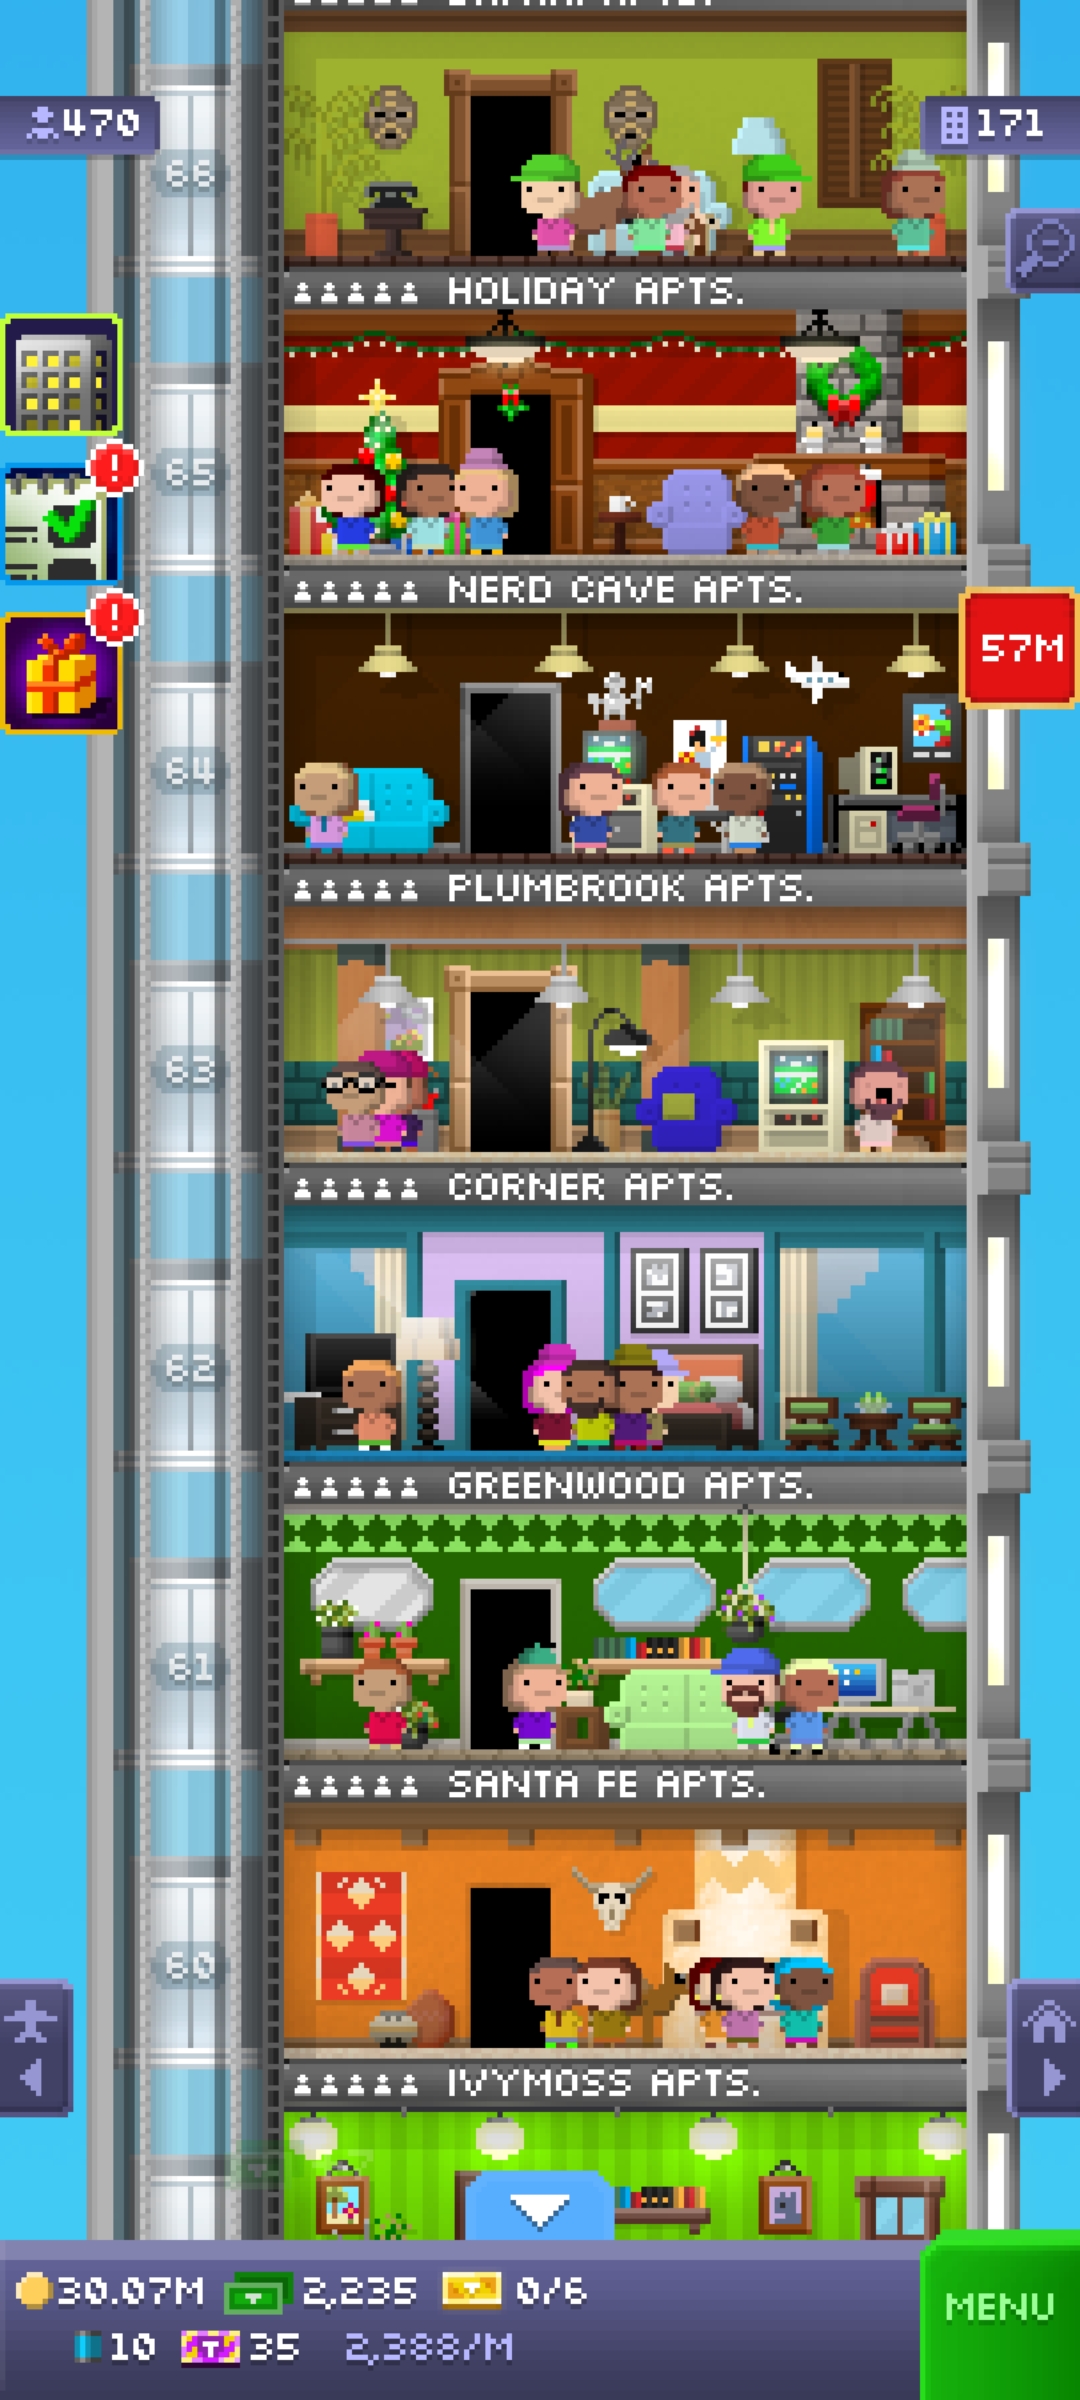 470
171
66
HOLIDAY APTS.
65
NERD CAVE APTS.
57M
64
PLUMBROOK APTS.
63
CORNER APTS.
62
GREENWOOD APTS.
61
SANTA FE APTS.
60
IVYMOSS APTS.
30.07M 2,235 0/6
10 T 35 2,388/M
MENU